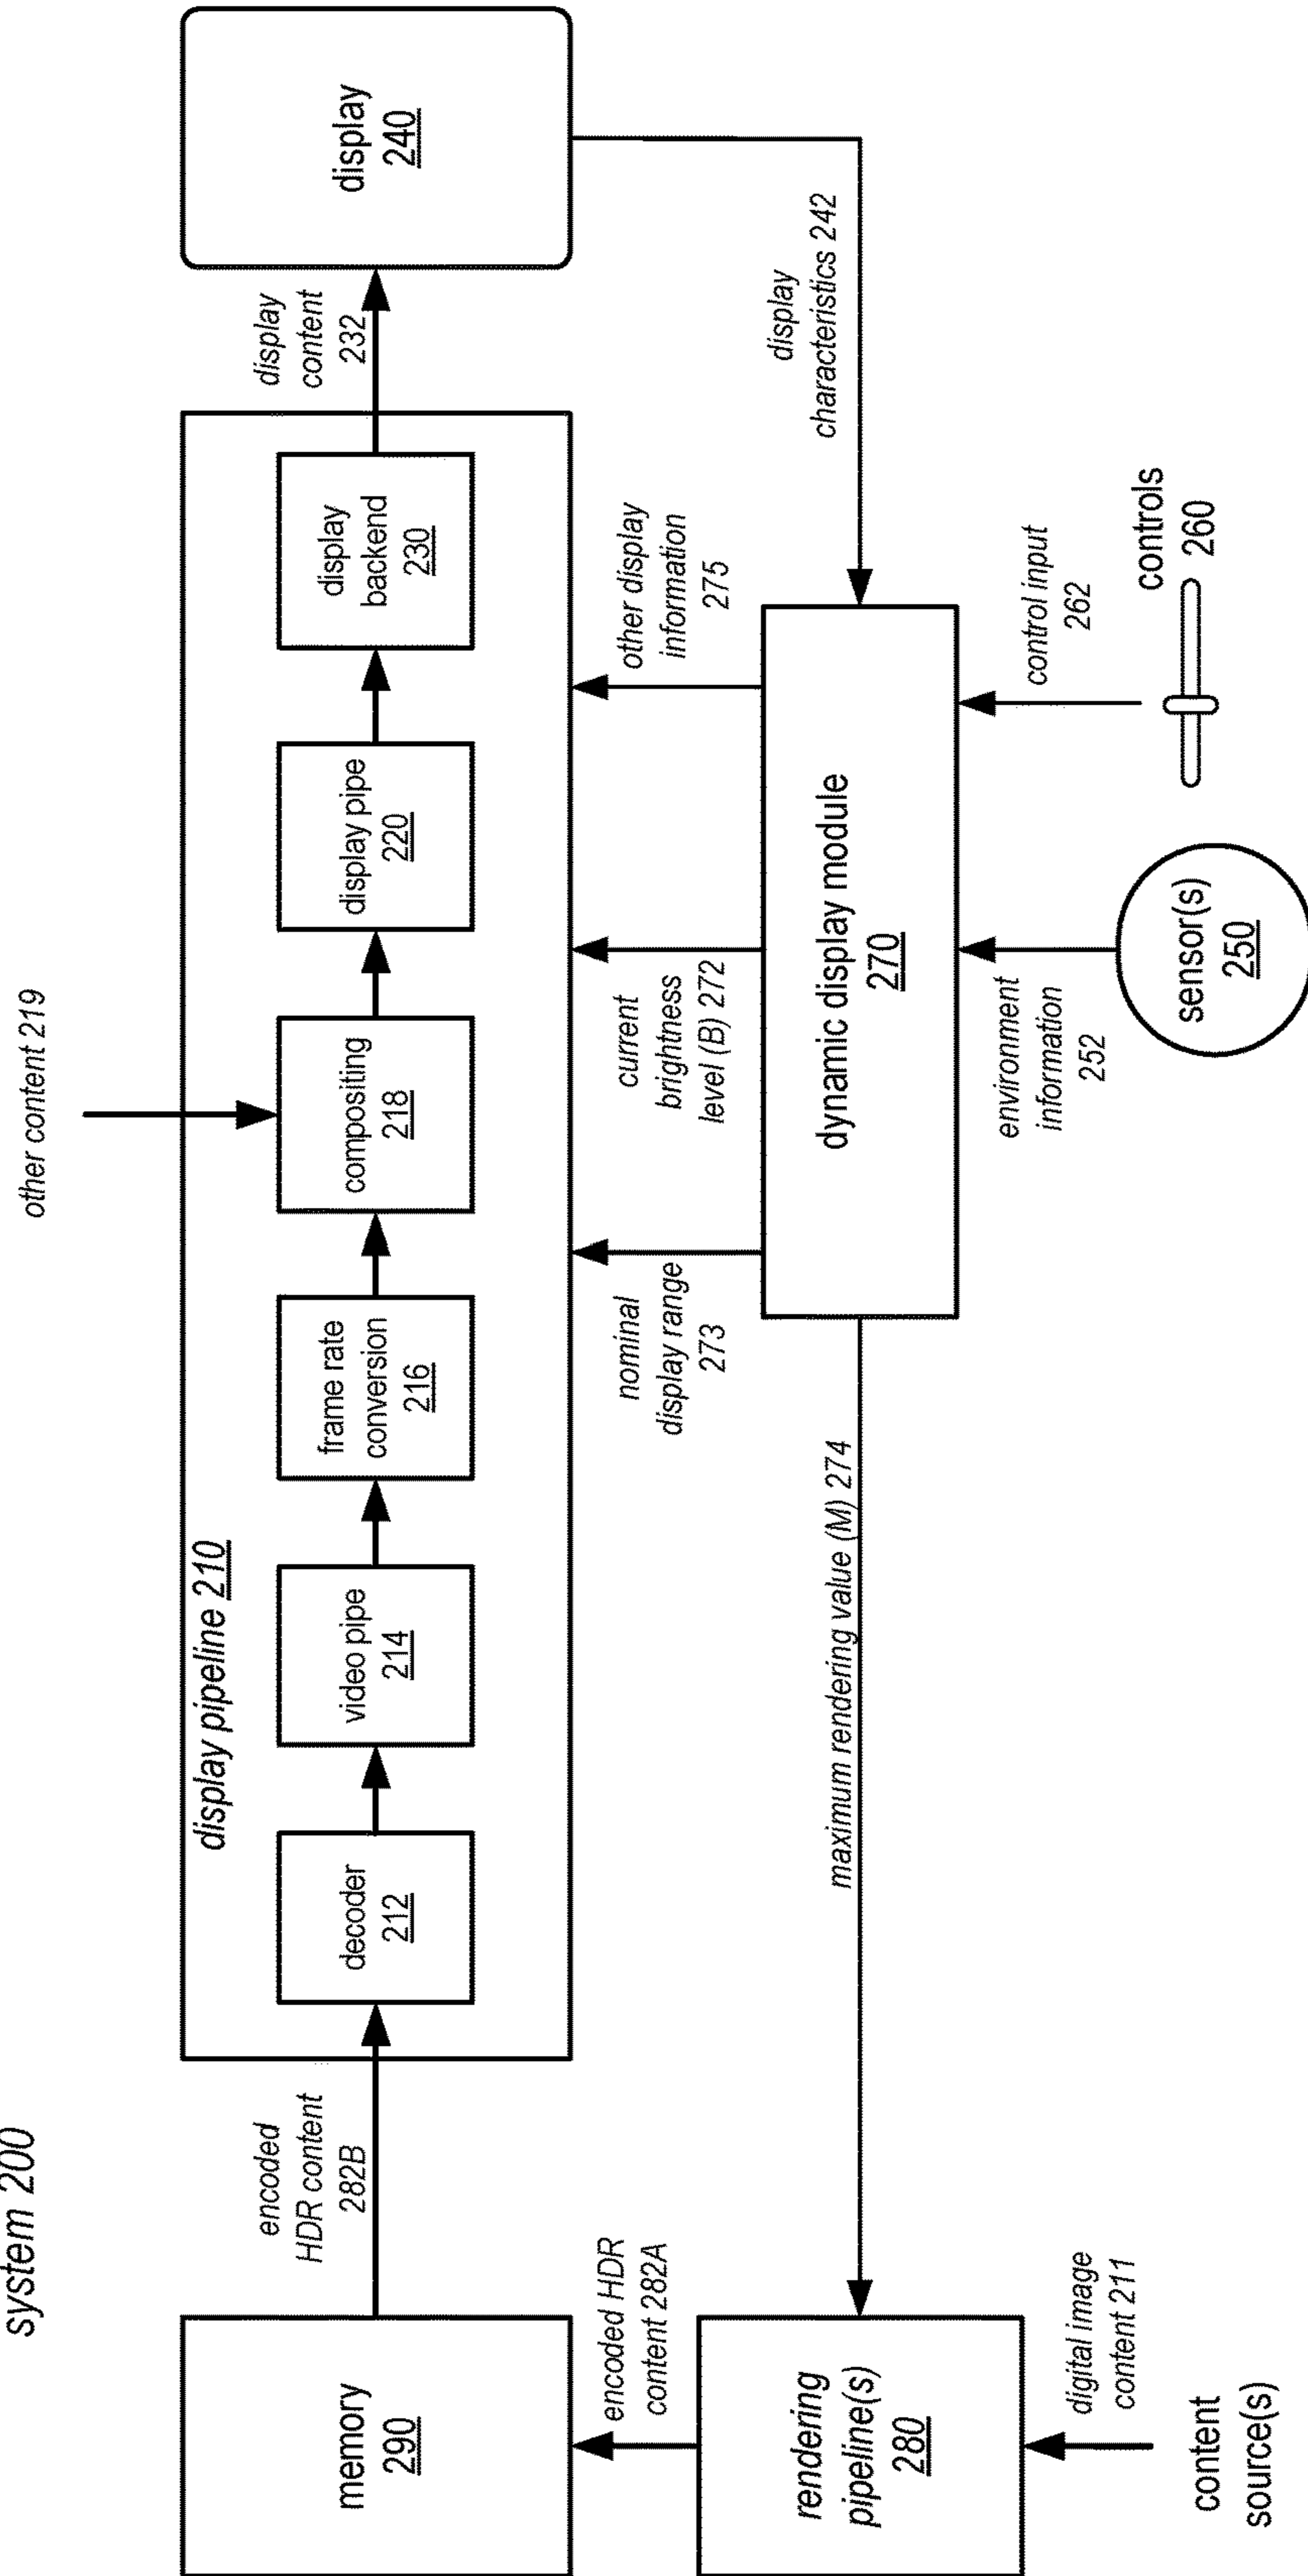 system 200
other content 219
memory
290
encoded
HDR content
282B
display pipeline 210
decoder
212
video pipe
214
frame rate
conversion
216
compositing
218
display pipe
220
display
backend
230
display
content
232
display
240
encoded HDR
content 282A
nominal
display range
273
current
brightness
level (B) 272
other display
information
275
display
characteristics 242
rendering
pipeline(s)
280
maximum rendering value (M) 274
dynamic display module
270
digital image
content 211
content
source(s)
environment
information
252
sensor(s)
250
control input
262
controls
260